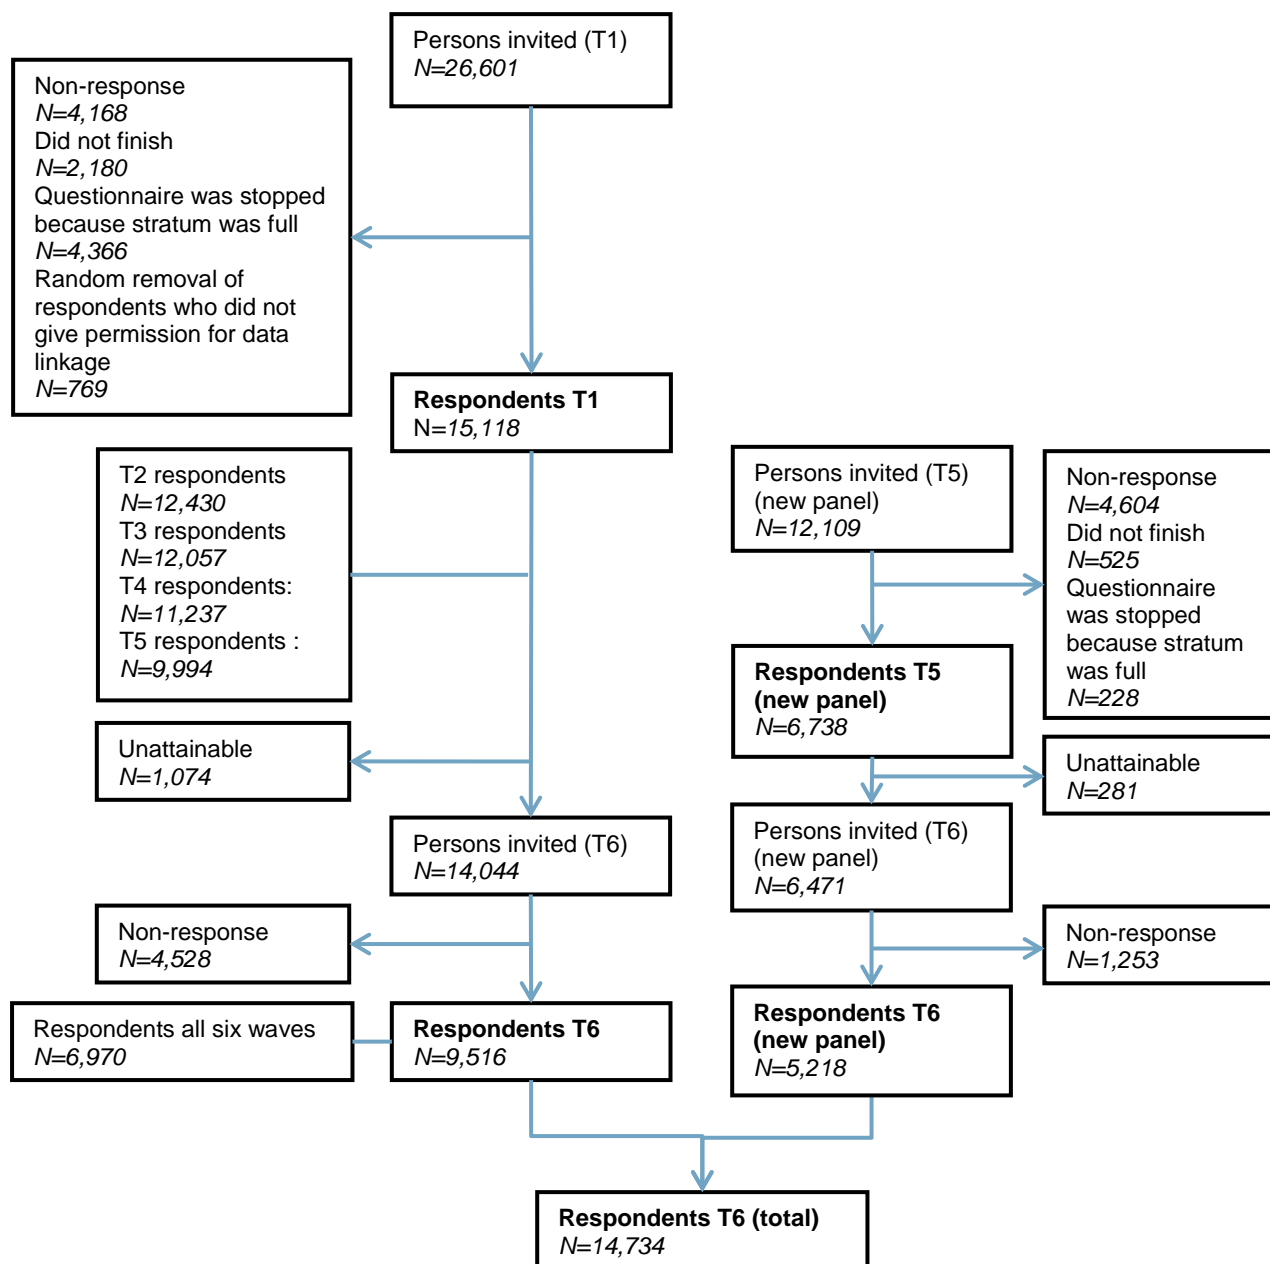 Persons invited (T1)
N=26,601
Non-response
N=4,168
Did not finish
N=2,180
Questionnaire was stopped
because stratum was full
N=4,366
Random removal of
respondents who did not
give permission for data
linkage
N=769
Respondents T1
N=15,118
T2 respondents
N=12,430
T3 respondents
N=12,057
T4 respondents:
N=11,237
T5 respondents :
N=9,994
Persons invited (T5)
(new panel)
N=12,109
Non-response
N=4,604
Did not finish
N=525
Questionnaire
was stopped
because stratum
was full
N=228
Respondents T5
(new panel)
N=6,738
Unattainable
N=1,074
Unattainable
N=281
Persons invited (T6)
N=14,044
Persons invited (T6)
(new panel)
N=6,471
Non-response
N=4,528
Non-response
N=1,253
Respondents all six waves
N=6,970
Respondents T6
N=9,516
Respondents T6
(new panel)
N=5,218
Respondents T6 (total)
N=14,734